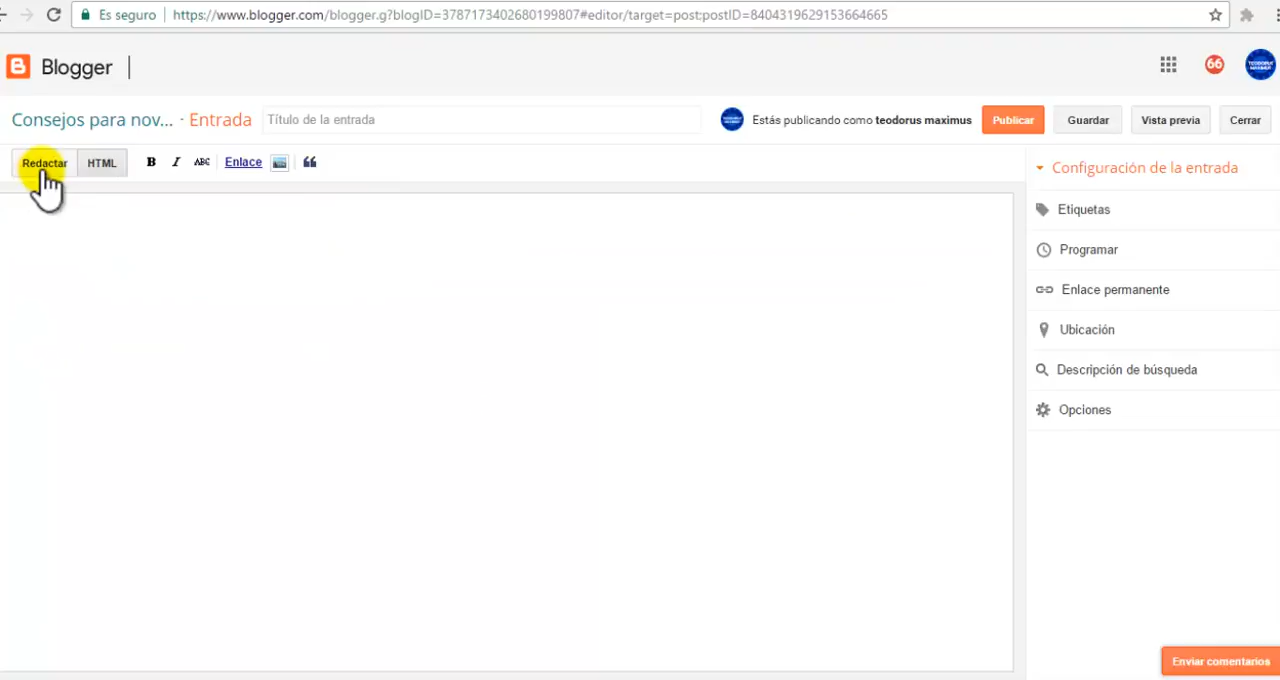 Es seguro https://www.blogger.com/blogger.g?blogID=3787173402680199807#editor/target=post;postID=8404319629153664665
Blogger
66
TEODORUS MAXIMUS
Consejos para nov... · Entrada Título de la entrada Estás publicando como teodorus maximus Publicar Guardar Vista previa Cerrar
Redactar HTML B I ABC Enlace
Configuración de la entrada
Etiquetas
Programar
Enlace permanente
Ubicación
Descripción de búsqueda
Opciones
Enviar comentarios